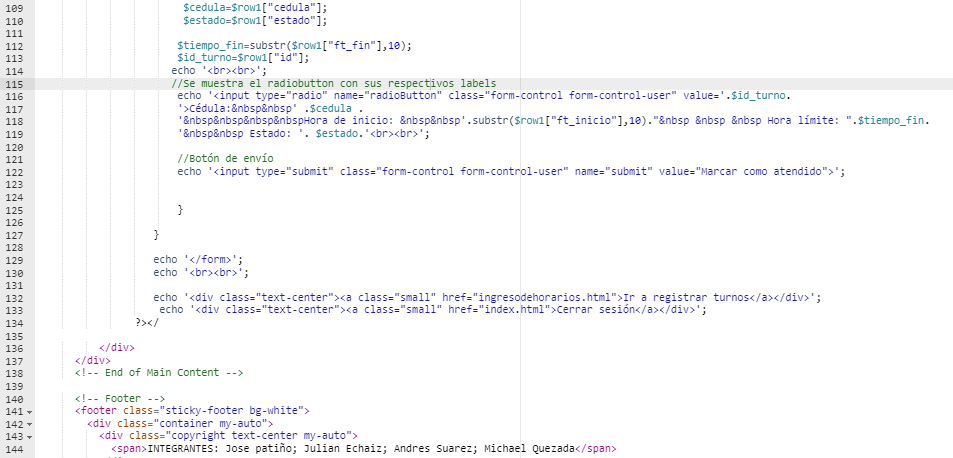 109 $cedula=$row1["cedula"];
110 $estado=$row1["estado"];
111
112 $tiempo_fin=substr($row1["ft_fin"],10);
113 $id_turno=$row1["id"];
114 echo '<br><br>';
115 //Se muestra el radiobutton con sus respectivos labels
116 echo '<input type="radio" name="radioButton" class="form-control form-control-user" value='.$id_turno.
117 '>Cédula:&nbsp&nbsp' .$cedula .
118 '&nbsp&nbsp&nbsp&nbspHora de inicio: &nbsp&nbsp'.substr($row1["ft_inicio"],10)."&nbsp &nbsp &nbsp Hora límite: ".$tiempo_fin.
119 '&nbsp&nbsp Estado: '. $estado.'<br><br>';
120
121 //Botón de envío
122 echo '<input type="submit" class="form-control form-control-user" name="submit" value="Marcar como atendido">';
123
124
125 }
126
127 }
128
129 echo '</form>';
130 echo '<br><br>';
131
132 echo '<div class="text-center"><a class="small" href="ingresodehorarios.html">Ir a registrar turnos</a></div>';
133 echo '<div class="text-center"><a class="small" href="index.html">Cerrar sesión</a></div>';
134 ?></
135
136 </div>
137 </div>
138 <!-- End of Main Content -->
139
140 <!-- Footer -->
141 <footer class="sticky-footer bg-white">
142 <div class="container my-auto">
143 <div class="copyright text-center my-auto">
144 <span>INTEGRANTES: Jose patiño; Julian Echaiz; Andres Suarez; Michael Quezada</span>